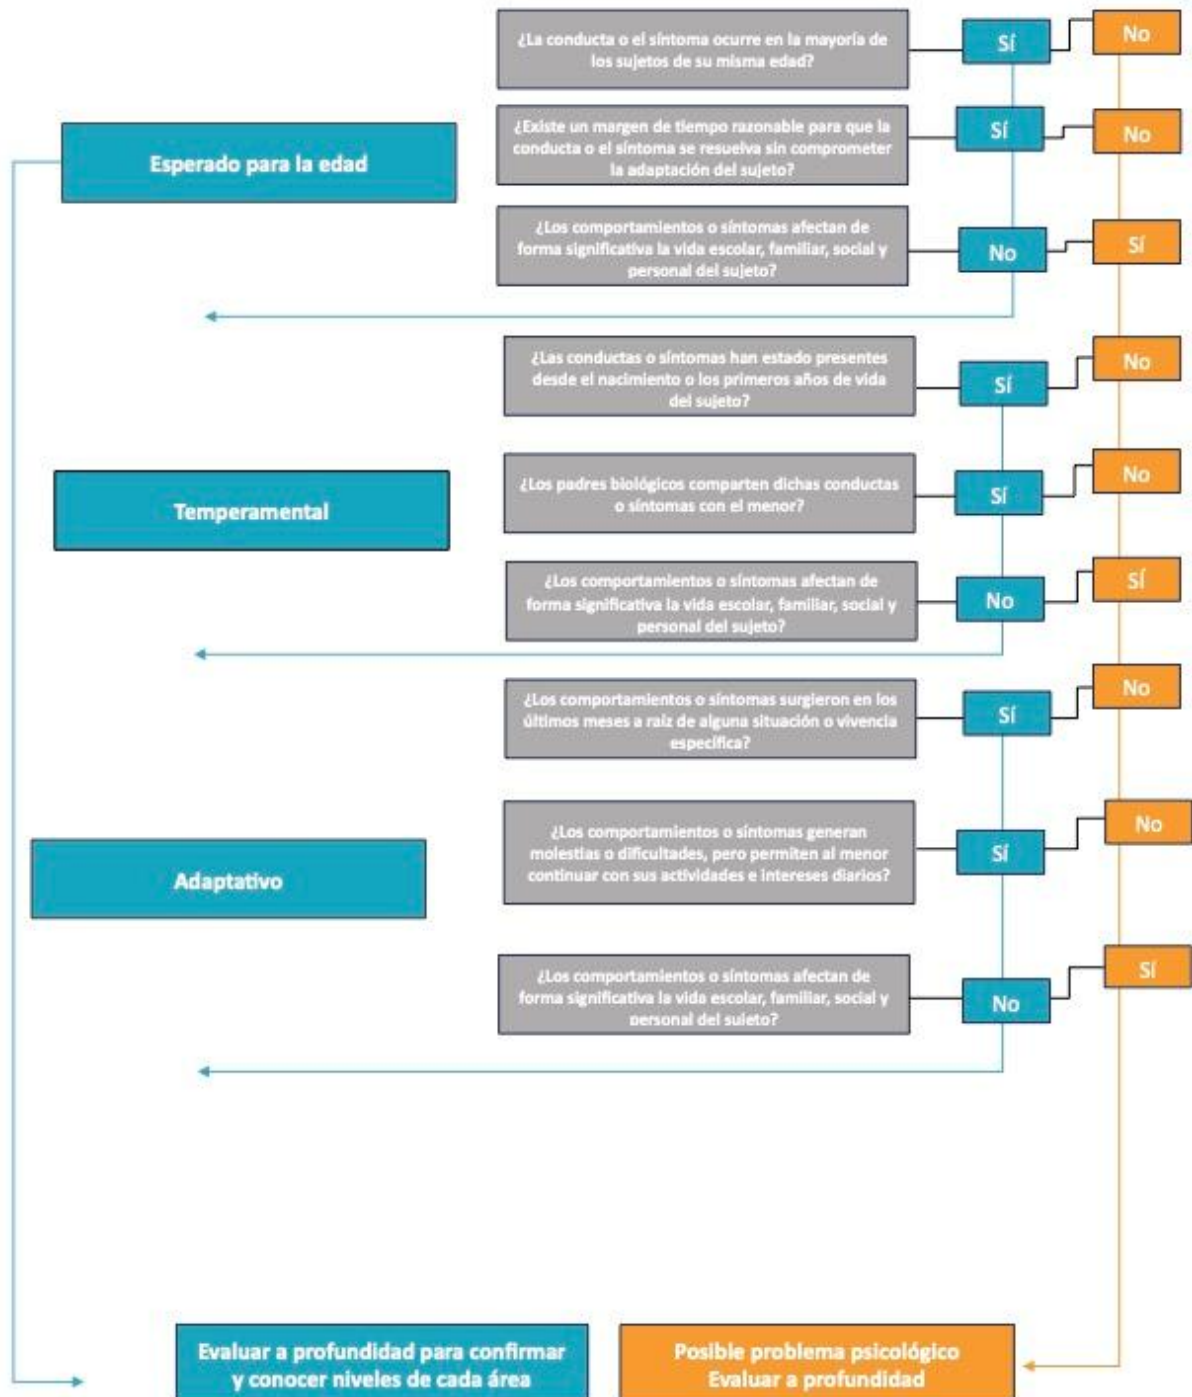 ¿La conducta o el síntoma ocurre en la mayoría de
los sujetos de su misma edad?
Sí
No
¿Existe un margen de tiempo razonable para que la
conducta o el síntoma se resuelva sin comprometer
la adaptación del sujeto?
Sí
No
Esperado para la edad
¿Los comportamientos o síntomas afectan de
forma significativa la vida escolar, familiar, social y
personal del sujeto?
No
Sí
¿Las conductas o síntomas han estado presentes
desde el nacimiento o los primeros años de vida
del sujeto?
Sí
No
Temperamental
¿Los padres biológicos comparten dichas conductas
o síntomas con el menor?
Sí
No
¿Los comportamientos o síntomas afectan de
forma significativa la vida escolar, familiar, social y
personal del sujeto?
No
SÍ
¿Los comportamientos o síntomas surgieron en los
últimos meses a raíz de alguna situación o vivencia
específica?
Sí
No
Adaptativo
¿Los comportamientos o síntomas generan
molestias o dificultades, pero permiten al menor
continuar con sus actividades e intereses diarios?
Sí
No
¿Los comportamientos o síntomas afectan de
forma significativa la vida escolar, familiar, social y
personal del sujeto?
No
Sí
Evaluar a profundidad para confirmar
y conocer niveles de cada área
Posible problema psicológico
Evaluar a profundidad